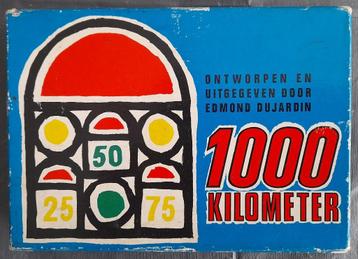 ONTWORPEN EN
UITGEGEVEN DOOR
EDMOND DUJARDIN
1000
KILOMETER
50
25
75